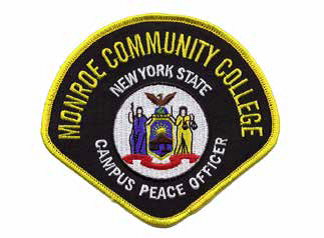 MONROE COMMUNITY COLLEGE
NEW YORK STATE
CAMPUS PEACE OFFICER